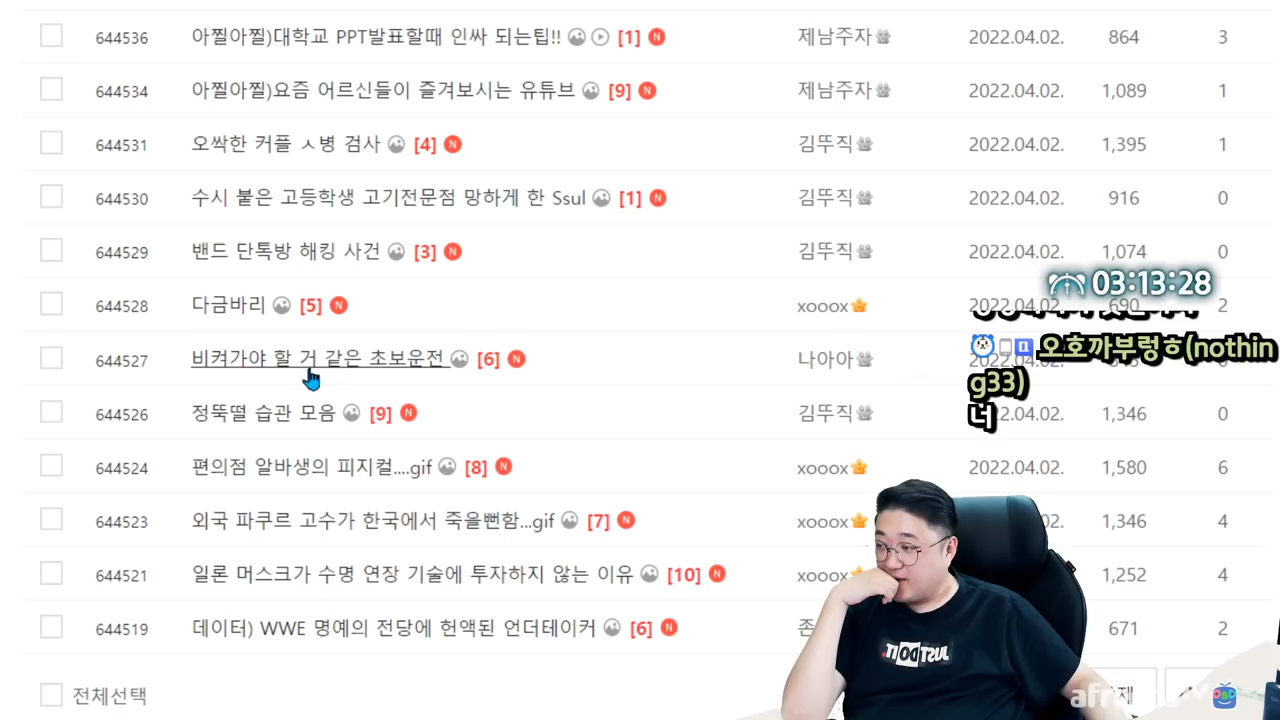 644536 아찔아찔)대학교 PPT발표할때 인싸 되는팁!! [1] N 제남주자 2022.04.02. 864 3
644534 아찔아찔)요즘 어르신들이 즐겨보시는 유튜브 [9] N 제남주자 2022.04.02. 1,089 1
644531 오싹한 커플 ㅅ병 검사 [4] N 김뚜직 2022.04.02. 1,395 1
644530 수시 붙은 고등학생 고기전문점 망하게 한 Ssul [1] N 김뚜직 2022.04.02. 916 0
644529 밴드 단톡방 해킹 사건 [3] N 김뚜직 2022.04.02. 1,074 0
03:13:28
644528 다금바리 [5] N xooox 2022.04.02. 690 2
644527 비켜가야 할 거 같은 초보운전 [6] N 나아아
오호까부렁ㅎ(nothin
g33)
너
644526 정뚝떨 습관 모음 [9] N 김뚜직 2022.04.02. 1,346 0
644524 편의점 알바생의 피지컬....gif [8] N xooox 2022.04.02. 1,580 6
644523 외국 파쿠르 고수가 한국에서 죽을뻔함...gif [7] N xooox 02. 1,346 4
644521 일론 머스크가 수명 연장 기술에 투자하지 않는 이유 [10] N xooox 1,252 4
644519 데이터) WWE 명예의 전당에 헌액된 언더테이커 [6] N 존 671 2
JUST DO IT.
전체선택